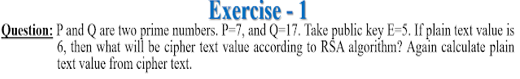 Exercise - 1
Question: P and Q are two prime numbers. P=7, and Q=17. Take public key E=5. If plain text value is
6, then what will be cipher text value according to RSA algorithm? Again calculate plain
text value from cipher text.